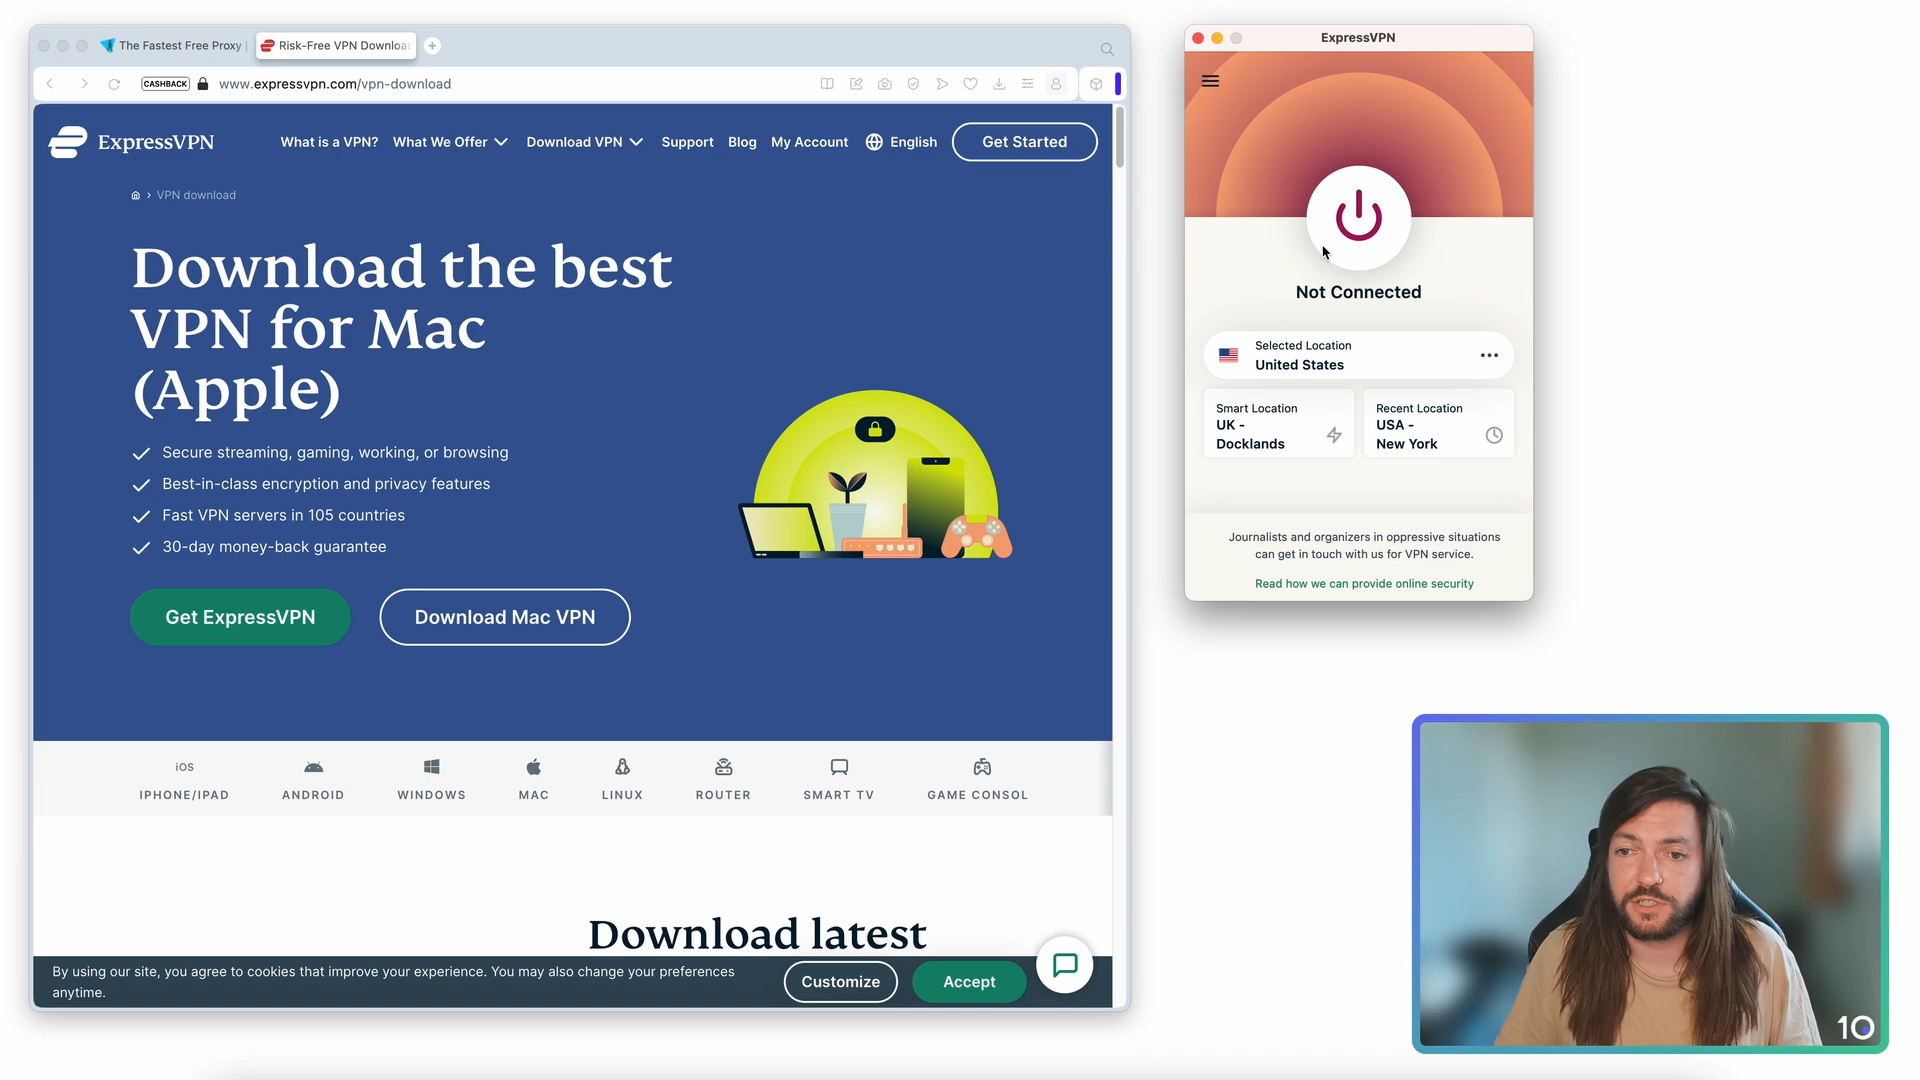 The Fastest Free Proxy |
Risk-Free VPN Downloa
CASHBACK
www.expressvpn.com/vpn-download
ExpressVPN
What is a VPN?
What We Offer
Download VPN
Support
Blog
My Account
English
Get Started
VPN download
Download the best
VPN for Mac
(Apple)
Secure streaming, gaming, working, or browsing
Best-in-class encryption and privacy features
Fast VPN servers in 105 countries
30-day money-back guarantee
Get ExpressVPN
Download Mac VPN
iOS
IPHONE/IPAD
ANDROID
WINDOWS
MAC
LINUX
ROUTER
SMART TV
GAME CONSOL
Download latest
By using our site, you agree to cookies that improve your experience. You may also change your preferences
anytime.
Customize
Accept
ExpressVPN
Not Connected
Selected Location
United States
Smart Location
UK -
Docklands
Recent Location
USA -
New York
Journalists and organizers in oppressive situations
can get in touch with us for VPN service.
Read how we can provide online security
10